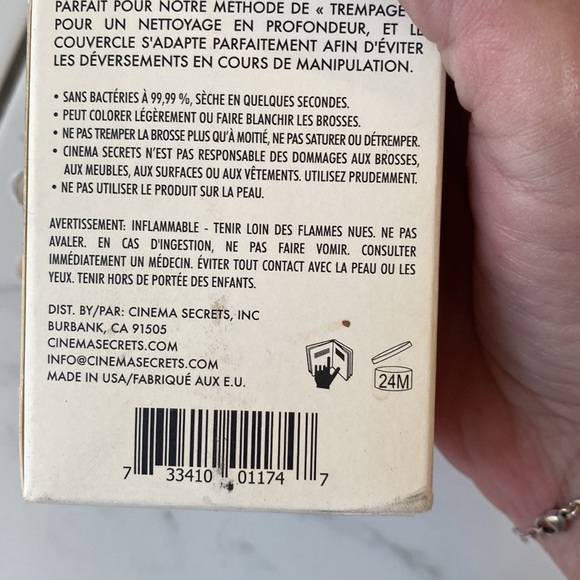 PARFAIT POUR NOTRE MÉTHODE DE « TREMPAGE
POUR UN NETTOYAGE EN PROFONDEUR, ET LE
COUVERCLE S'ADAPTE PARFAITEMENT AFIN D'ÉVITER
LES DÉVERSEMENTS EN COURS DE MANIPULATION.
• SANS BACTÉRIES À 99,99 %, SÈCHE EN QUELQUES SECONDES.
• PEUT COLORER LÉGÈREMENT OU FAIRE BLANCHIR LES BROSSES.
• NE PAS TREMPER LA BROSSE PLUS QU'À MOITIÉ, NE PAS SATURER OU DÉTREMPER.
• CINEMA SECRETS N'EST PAS RESPONSABLE DES DOMMAGES AUX BROSSES,
AUX MEUBLES, AUX SURFACES OU AUX VÊTEMENTS. UTILISEZ PRUDEMMENT.
• NE PAS UTILISER LE PRODUIT SUR LA PEAU.
AVERTISSEMENT: INFLAMMABLE - TENIR LOIN DES FLAMMES NUES. NE PAS
AVALER. EN CAS D'INGESTION, NE PAS FAIRE VOMIR. CONSULTER
IMMÉDIATEMENT UN MÉDECIN. ÉVITER TOUT CONTACT AVEC LA PEAU OU LES
YEUX. TENIR HORS DE PORTÉE DES ENFANTS.
DIST. BY/PAR: CINEMA SECRETS, INC
BURBANK, CA 91505
CINEMASECRETS.COM
INFO@CINEMASECRETS.COM
MADE IN USA/FABRIQUÉ AUX E.U.
24M
7 33410 01174 7